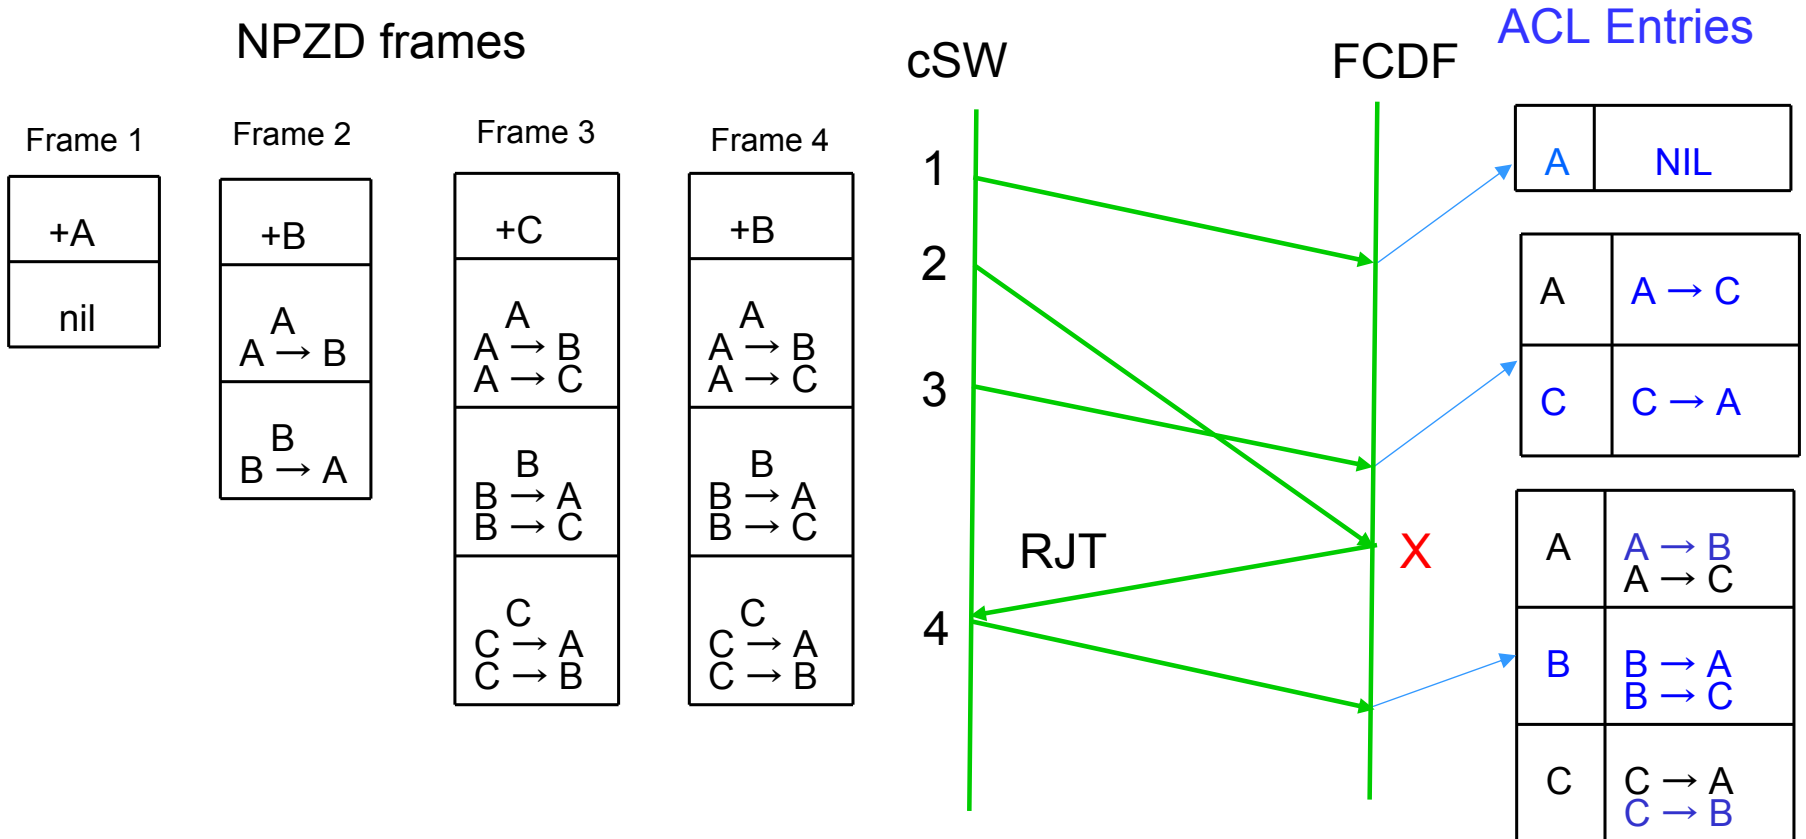 NPZD frames
Frame 1
+A
nil
Frame 2
+B
A
A → B
B
B → A
Frame 3
+C
A
A → B
A → C
B
B → A
B → C
C
C → A
C → B
Frame 4
+B
A
A → B
A → C
B
B → A
B → C
C
C → A
C → B
cSW
FCDF
1
2
3
RJT
X
4
ACL Entries
A NIL
A A → C
C C → A
A A → B
A → C
B B → A
B → C
C C → A
C → B